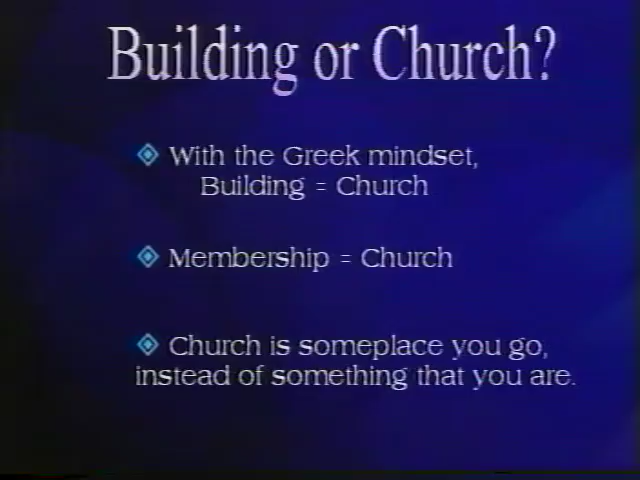 Building or Church?
With the Greek mindset,
Building = Church
Membership = Church
Church is someplace you go,
instead of something that you are.